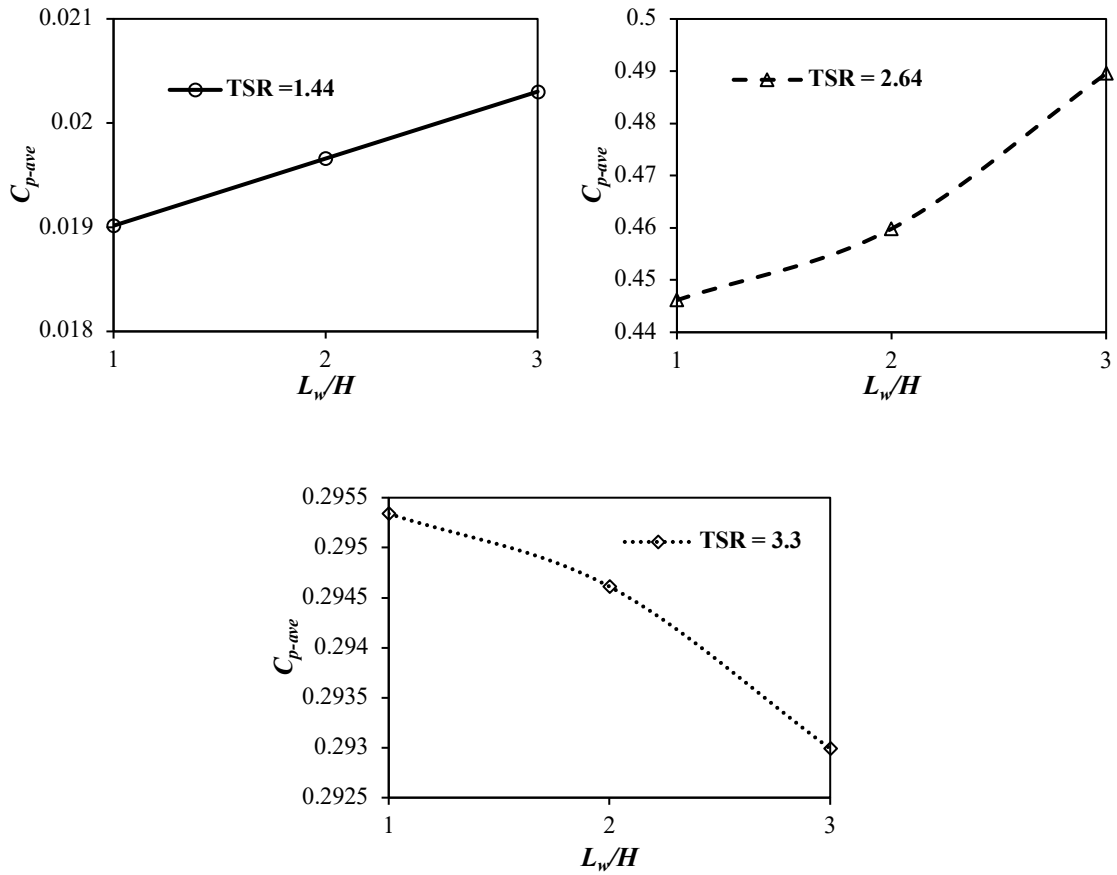 0.021
0.02
0.019
0.018
C_{p-ave}
TSR =1.44
1 2 3
L_w/H
0.5
0.49
0.48
0.47
0.46
0.45
0.44
C_{p-ave}
TSR = 2.64
1 2 3
L_w/H
0.2955
0.295
0.2945
0.294
0.2935
0.293
0.2925
C_{p-ave}
TSR = 3.3
1 2 3
L_w/H